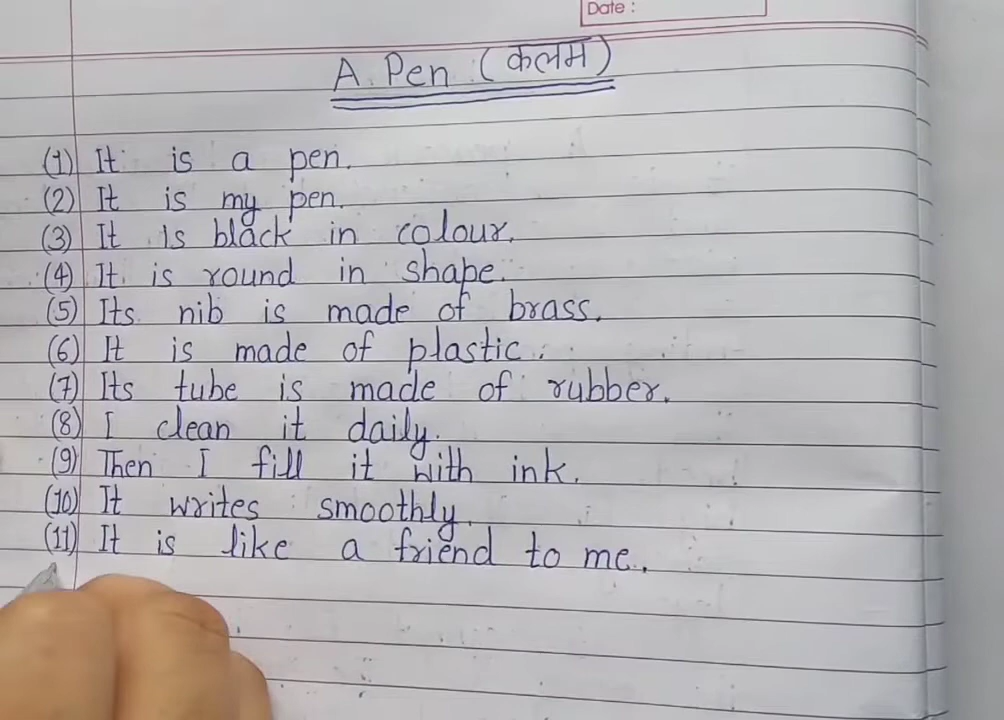 Date :
A Pen (कलम)
(1) It is a pen.
(2) It is my pen.
(3) It is black in colour.
(4) It is round in shape.
(5) Its nib is made of brass.
(6) It is made of plastic.
(7) Its tube is made of rubber.
(8) I clean it daily.
(9) Then I fill it with ink.
(10) It writes smoothly.
(11) It is like a friend to me.